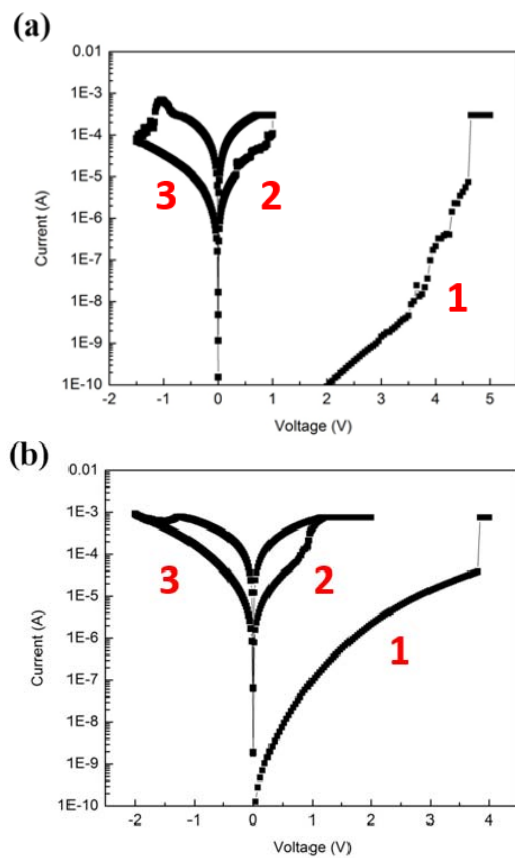 (a)
0.01
1E-3
1E-4
1E-5
1E-6
1E-7
1E-8
1E-9
1E-10
Current (A)
3
2
1
-2 -1 0 1 2 3 4 5
Voltage (V)
(b)
0.01
1E-3
1E-4
1E-5
1E-6
1E-7
1E-8
1E-9
1E-10
Current (A)
3
2
1
-2 -1 0 1 2 3 4
Voltage (V)